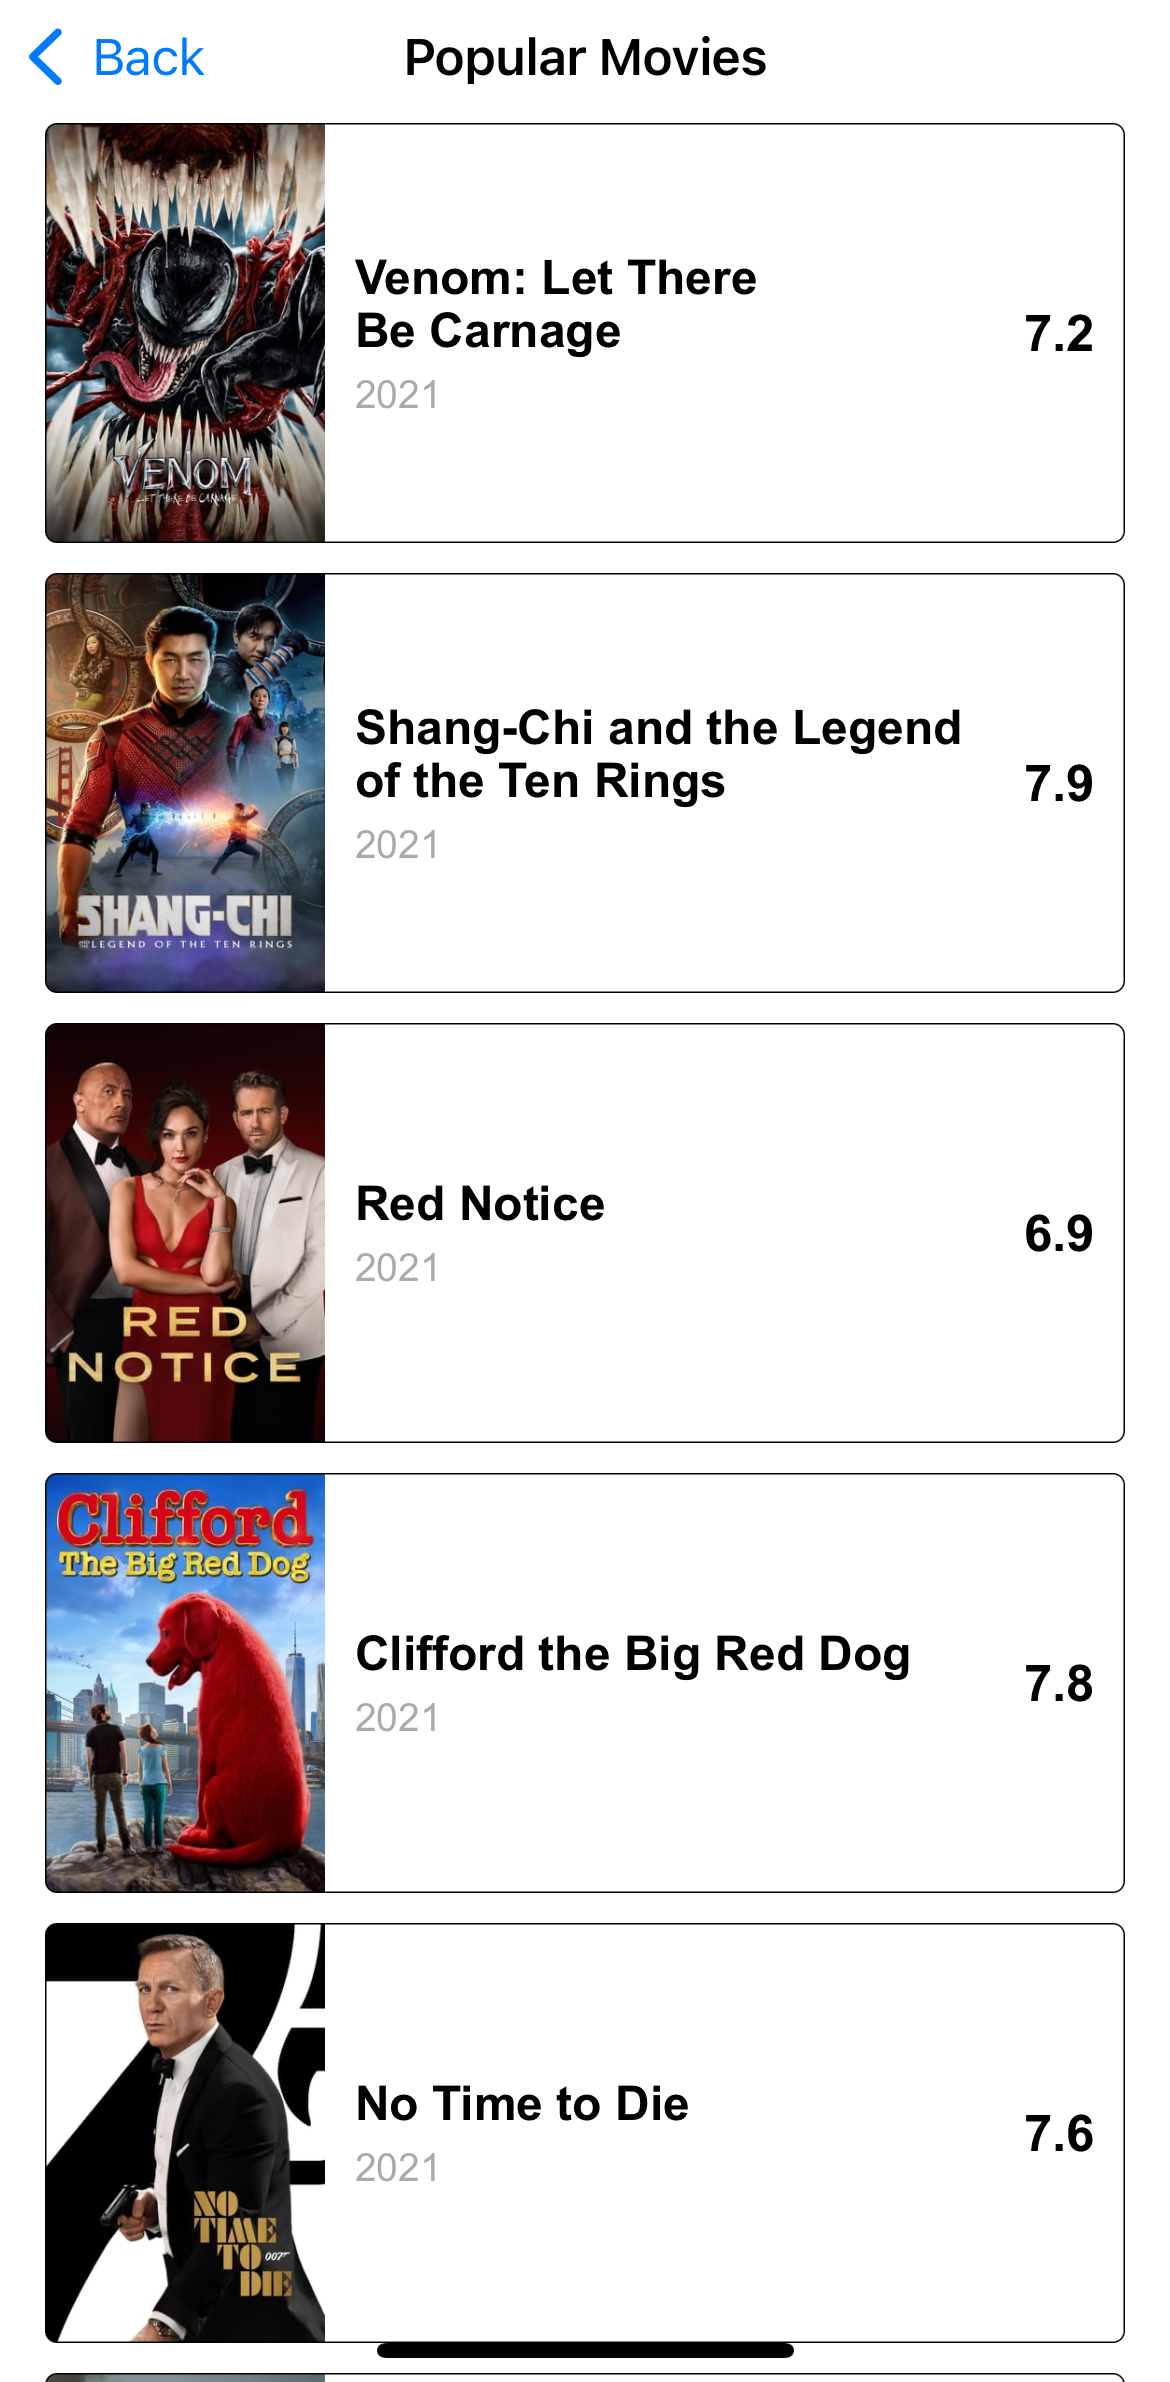 Back
Popular Movies
VENOM
LET THERE BE CARNAGE
Venom: Let There
Be Carnage
2021
7.2
SHANG-CHI
AND THE LEGEND OF THE TEN RINGS
Shang-Chi and the Legend
of the Ten Rings
2021
7.9
RED
NOTICE
Red Notice
2021
6.9
Clifford
The Big Red Dog
Clifford the Big Red Dog
2021
7.8
NO
TIME
TO 007
DIE
No Time to Die
2021
7.6